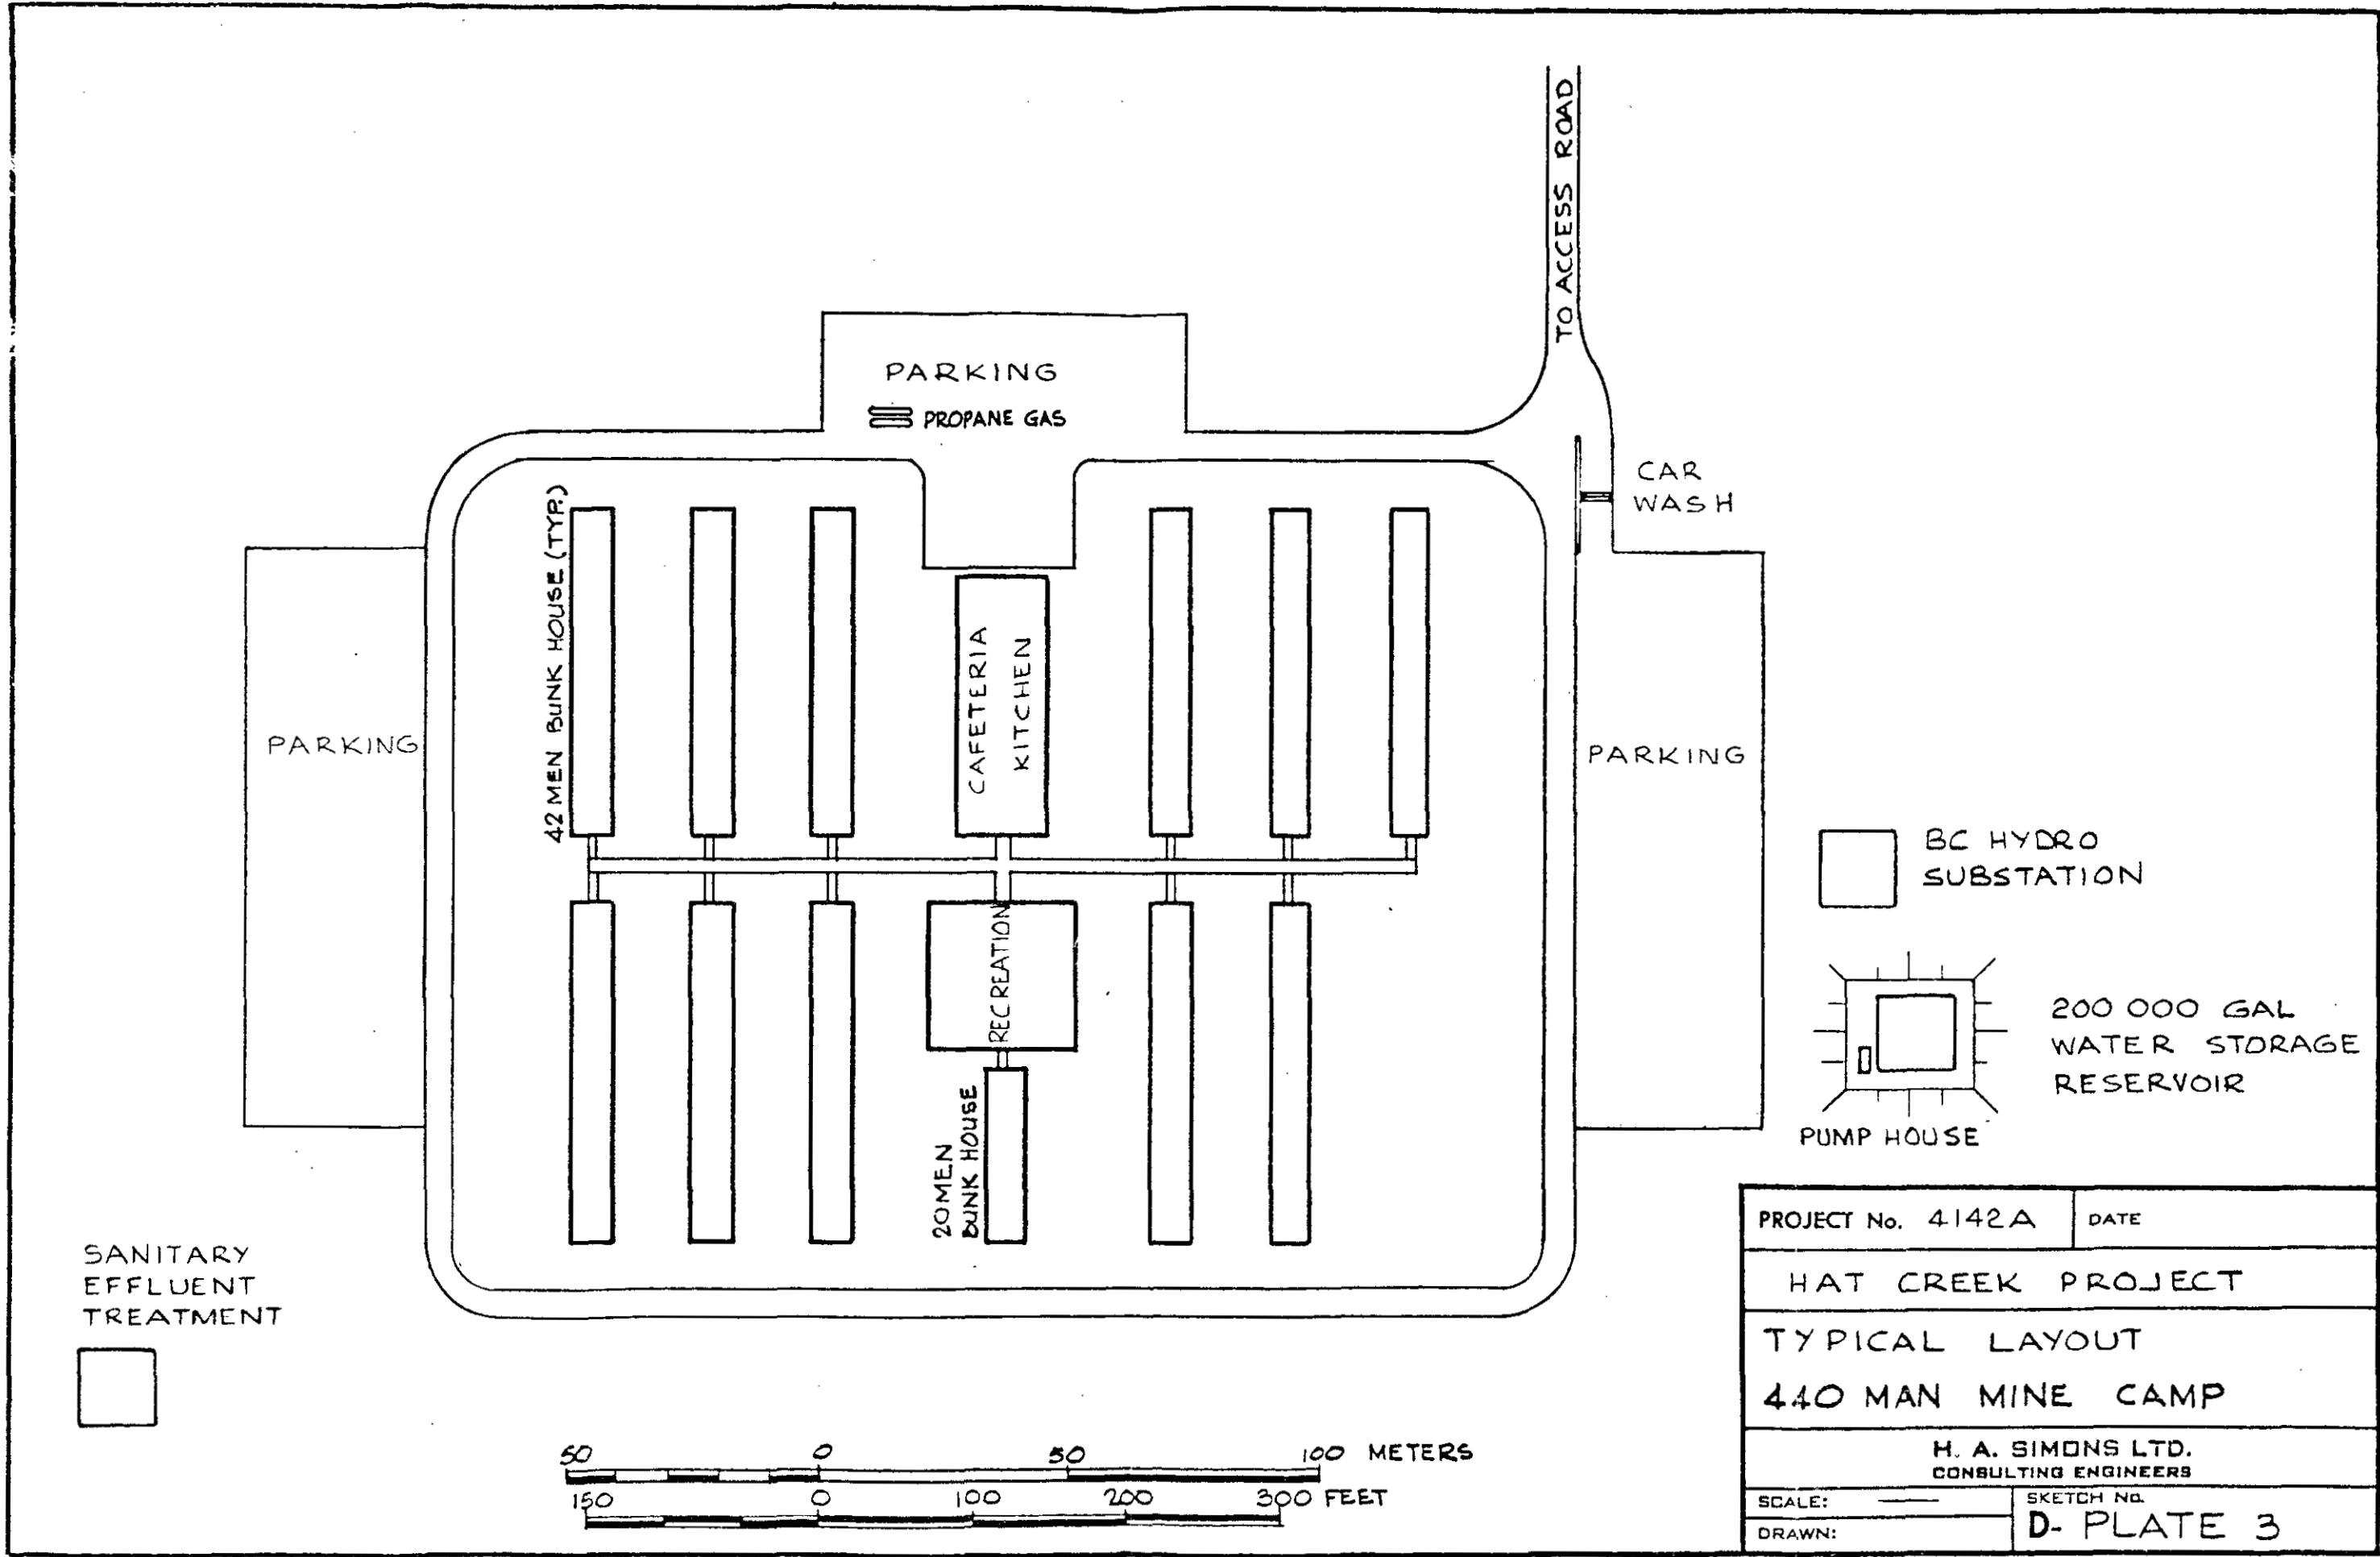 TO ACCESS ROAD
PARKING
PROPANE GAS
CAR
WASH
42 MEN BUNK HOUSE (TYP.)
CAFETERIA
KITCHEN
PARKING
PARKING
BC HYDRO
SUBSTATION
RECREATION
200 000 GAL
WATER STORAGE
RESERVOIR
PUMP HOUSE
20 MEN
BUNK HOUSE
SANITARY
EFFLUENT
TREATMENT
50 0 50 100 METERS
150 0 100 200 300 FEET
PROJECT No. 4142A DATE
HAT CREEK PROJECT
TYPICAL LAYOUT
440 MAN MINE CAMP
H. A. SIMONS LTD.
CONSULTING ENGINEERS
SCALE: —
SKETCH No.
D- PLATE 3
DRAWN: